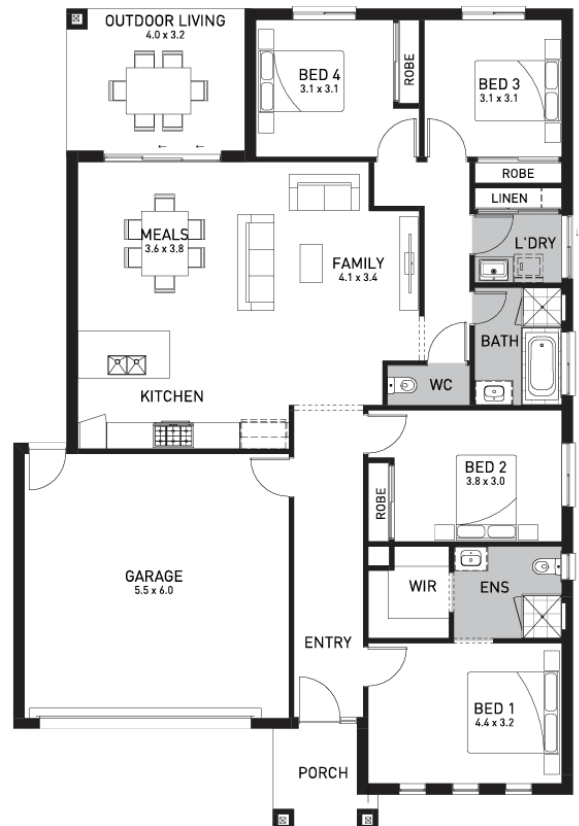 OUTDOOR LIVING
4.0 x 3.2
BED 4
3.1 x 3.1
ROBE
BED 3
3.1 x 3.1
ROBE
LINEN
L'DRY
MEALS
3.6 x 3.8
FAMILY
4.1 x 3.4
BATH
WC
KITCHEN
BED 2
3.8 x 3.0
ROBE
GARAGE
5.5 x 6.0
WIR
ENS
ENTRY
BED 1
4.4 x 3.2
PORCH